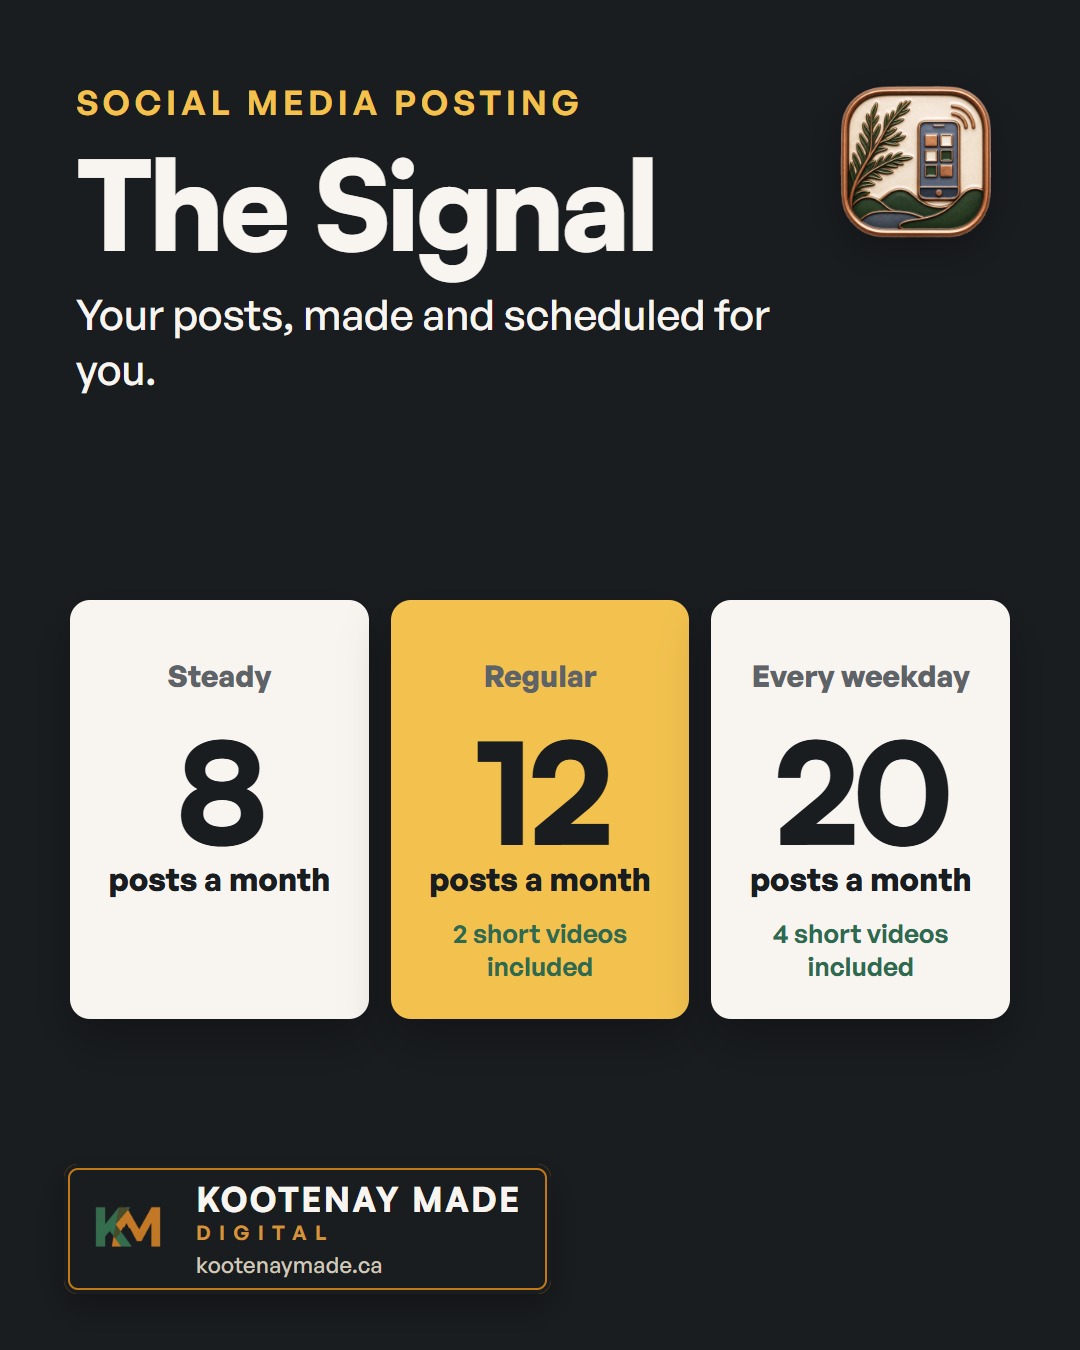 SOCIAL MEDIA POSTING
The Signal
Your posts, made and scheduled for
you.
Steady
8
posts a month
Regular
12
posts a month
2 short videos
included
Every weekday
20
posts a month
4 short videos
included
KM
KOOTENAY MADE
DIGITAL
kootenaymade.ca